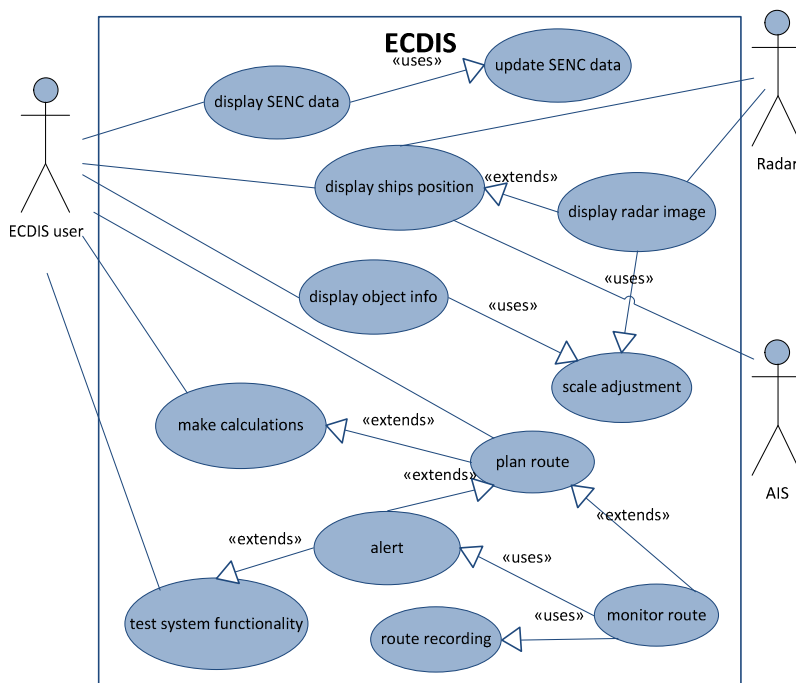 ECDIS
«uses»
update SENC data
display SENC data
Radar
«extends»
display ships position
display radar image
ECDIS user
«uses»
display object info
«uses»
scale adjustment
make calculations
«extends»
plan route
«extends»
AIS
«extends»
«extends»
alert
«uses»
«uses»
monitor route
test system functionality
route recording